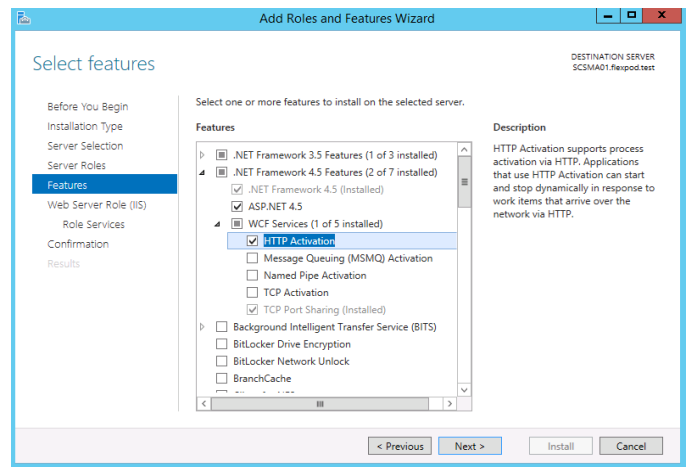 Add Roles and Features Wizard
Select features
DESTINATION SERVER
SCSMA01.flexpod.test
Before You Begin
Installation Type
Server Selection
Server Roles
Features
Web Server Role (IIS)
Role Services
Confirmation
Results
Select one or more features to install on the selected server.
Features
.NET Framework 3.5 Features (1 of 3 installed)
.NET Framework 4.5 Features (2 of 7 installed)
.NET Framework 4.5 (Installed)
ASP.NET 4.5
WCF Services (1 of 5 installed)
HTTP Activation
Message Queuing (MSMQ) Activation
Named Pipe Activation
TCP Activation
TCP Port Sharing (Installed)
Background Intelligent Transfer Service (BITS)
BitLocker Drive Encryption
BitLocker Network Unlock
BranchCache
Description
HTTP Activation supports process
activation via HTTP. Applications
that use HTTP Activation can start
and stop dynamically in response to
work items that arrive over the
network via HTTP.
< Previous
Next >
Install
Cancel